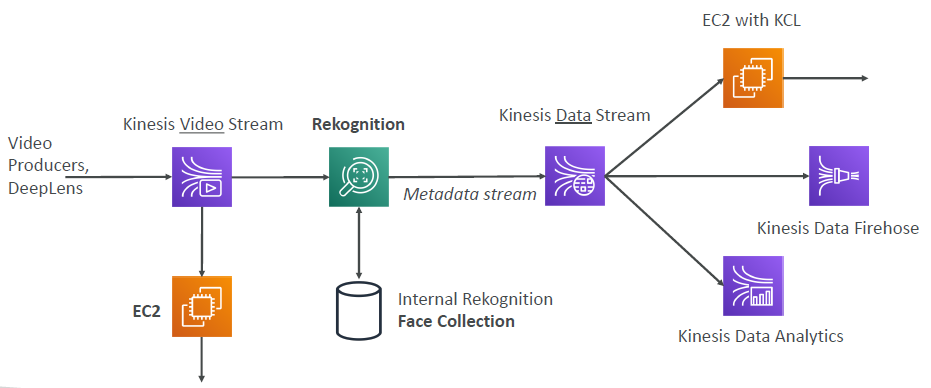 EC2 with KCL
Kinesis Video Stream
Rekognition
Kinesis Data Stream
Video
Producers,
DeepLens
Metadata stream
Kinesis Data Firehose
EC2
Internal Rekognition
Face Collection
Kinesis Data Analytics